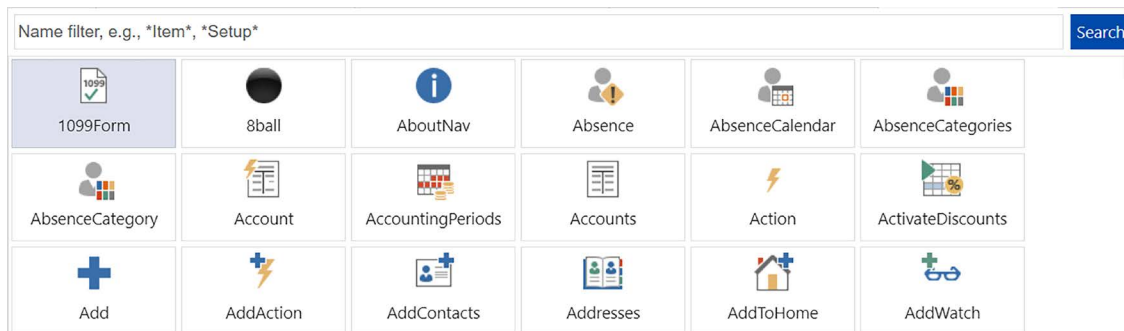 Name filter, e.g., *Item*, *Setup*
Search
1099
1099Form
8ball
AboutNav
Absence
AbsenceCalendar
AbsenceCategories
AbsenceCategory
Account
AccountingPeriods
Accounts
Action
ActivateDiscounts
Add
AddAction
AddContacts
Addresses
AddToHome
AddWatch